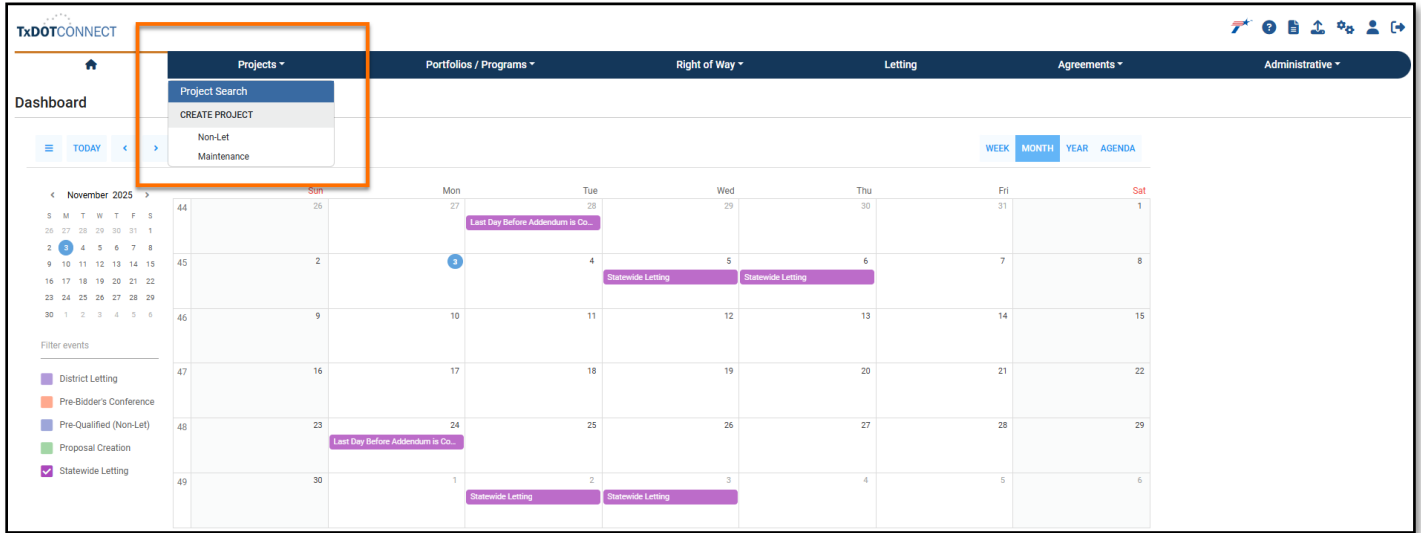 TxDOTCONNECT
Projects Portfolios / Programs Right of Way Letting Agreements Administrative
Project Search
CREATE PROJECT
Non-Let
Maintenance
Dashboard
TODAY < >
WEEK MONTH YEAR AGENDA
< November 2025 >
S M T W T F S
26 27 28 29 30 31 1
2 3 4 5 6 7 8
9 10 11 12 13 14 15
16 17 18 19 20 21 22
23 24 25 26 27 28 29
30 1 2 3 4 5 6
Filter events
District Letting
Pre-Bidder's Conference
Pre-Qualified (Non-Let)
Proposal Creation
Statewide Letting
Sun Mon Tue Wed Thu Fri Sat
44 26 27 28 29 30 31 1
Last Day Before Addendum is Co...
45 2 3 4 5 6 7 8
Statewide Letting Statewide Letting
46 9 10 11 12 13 14 15
47 16 17 18 19 20 21 22
48 23 24 25 26 27 28 29
Last Day Before Addendum is Co...
49 30 1 2 3 4 5 6
Statewide Letting Statewide Letting